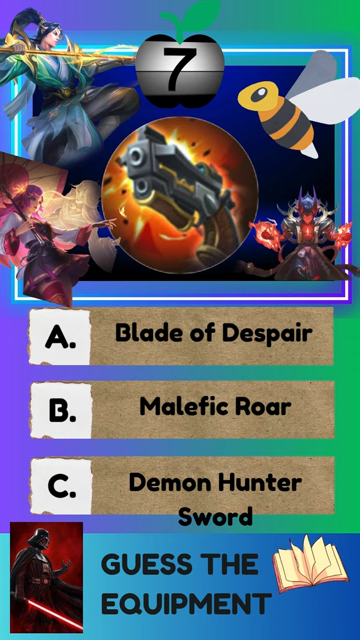 7
A. Blade of Despair
B. Malefic Roar
C. Demon Hunter
Sword
GUESS THE
EQUIPMENT